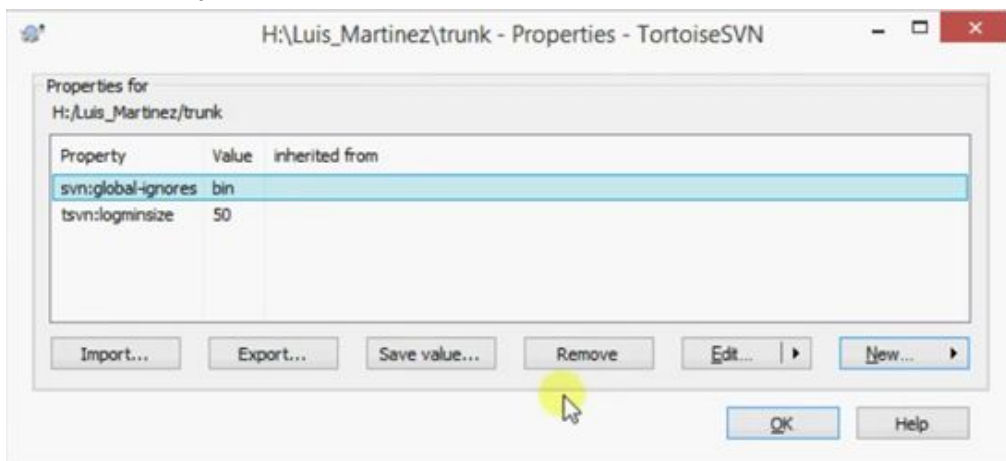 H:\Luis_Martinez\trunk - Properties - TortoiseSVN
Properties for
H:/Luis_Martinez/trunk
Property Value inherited from
svn:global-ignores bin
tsvn:logminsize 50
Import... Export... Save value... Remove Edit... New...
OK Help